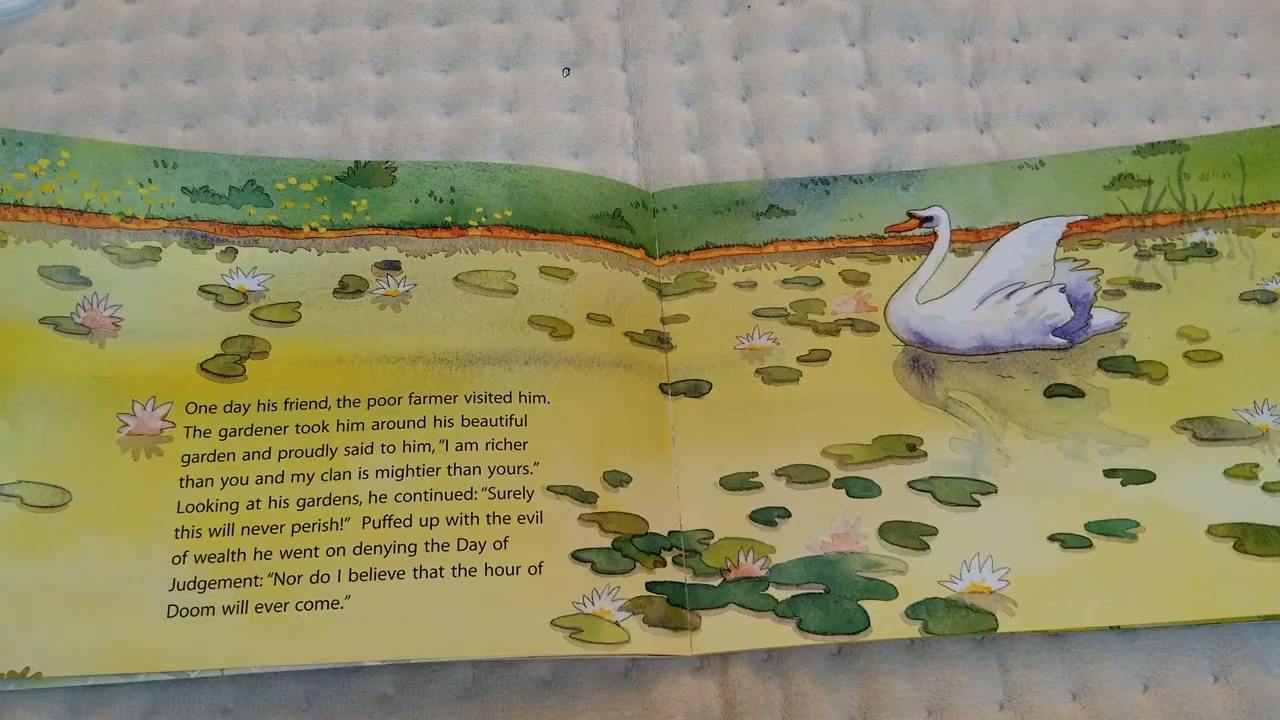 One day his friend, the poor farmer visited him.
The gardener took him around his beautiful
garden and proudly said to him, “I am richer
than you and my clan is mightier than yours.”
Looking at his gardens, he continued: “Surely
this will never perish!” Puffed up with the evil
of wealth he went on denying the Day of
Judgement: “Nor do I believe that the hour of
Doom will ever come.”